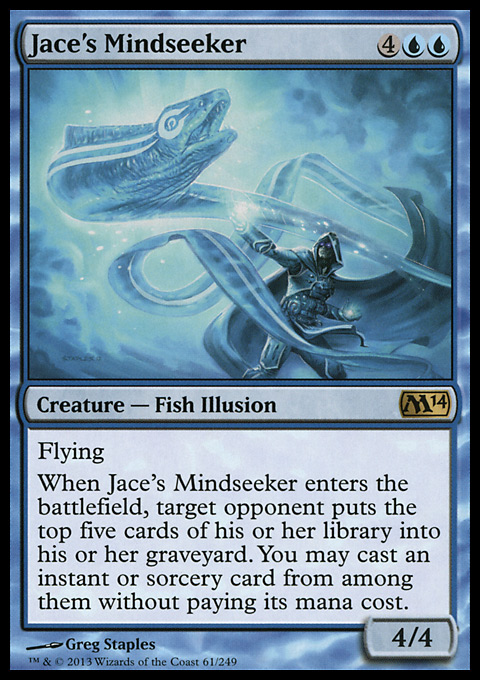 Jace's Mindseeker 4
Creature — Fish Illusion M14
Flying
When Jace's Mindseeker enters the
battlefield, target opponent puts the
top five cards of his or her library into
his or her graveyard. You may cast an
instant or sorcery card from among
them without paying its mana cost.
4/4
Greg Staples
™ & © 2013 Wizards of the Coast 61/249